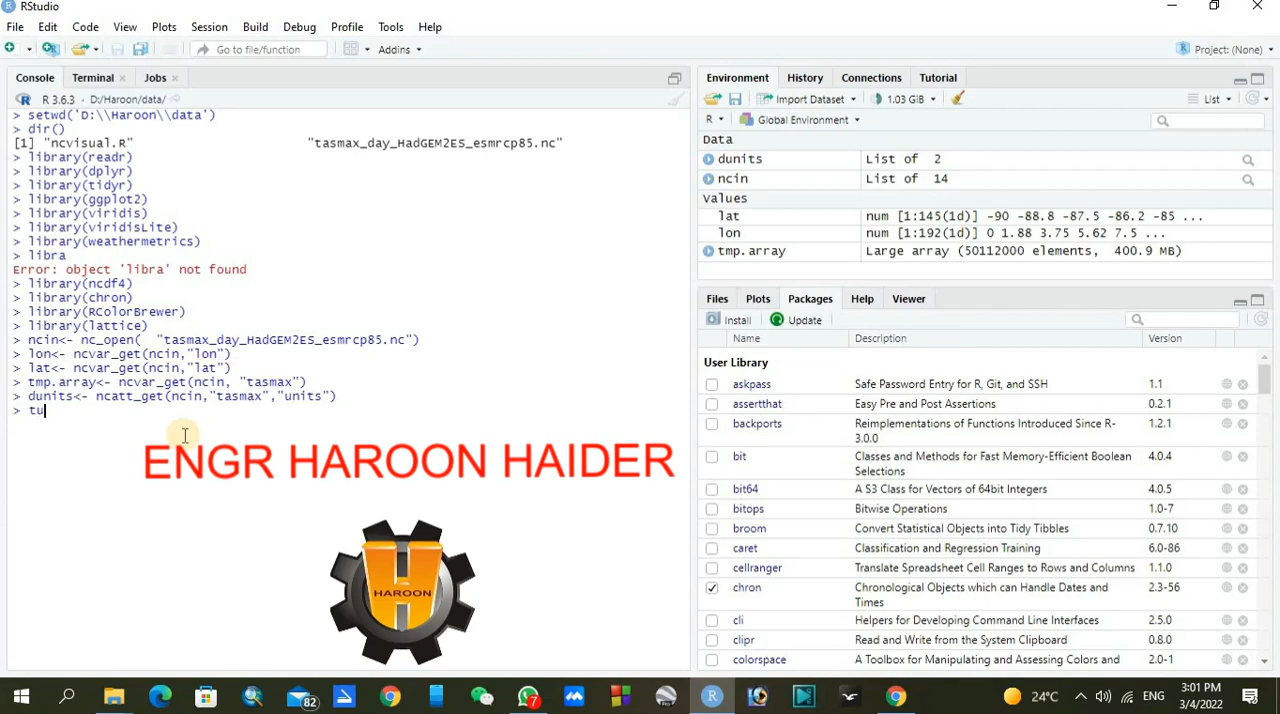 RStudio
File Edit Code View Plots Session Build Debug Profile Tools Help
Go to file/function Addins Project: (None)
Console Terminal Jobs
R 3.6.3 · D:/Haroon/data/
> setwd('D:\\Haroon\\data')
> dir()
[1] "ncvisual.R" "tasmax_day_HadGEM2ES_esmrcp85.nc"
> library(readr)
> library(dplyr)
> library(tidyr)
> library(ggplot2)
> library(viridis)
> library(viridisLite)
> library(weathermetrics)
> libra
Error: object 'libra' not found
> library(ncdf4)
> library(chron)
> library(RColorBrewer)
> library(lattice)
> ncin<- nc_open( "tasmax_day_HadGEM2ES_esmrcp85.nc")
> lon<- ncvar_get(ncin,"lon")
> lat<- ncvar_get(ncin,"lat")
> tmp.array<- ncvar_get(ncin, "tasmax")
> dunits<- ncatt_get(ncin,"tasmax","units")
> tu
ENGR HAROON HAIDER
H
HAROON
Environment History Connections Tutorial
Import Dataset 1.03 GiB List
R Global Environment
Data
dunits List of 2
ncin List of 14
Values
lat num [1:145(1d)] -90 -88.8 -87.5 -86.2 -85 ...
lon num [1:192(1d)] 0 1.88 3.75 5.62 7.5 ...
tmp.array Large array (50112000 elements, 400.9 MB)
Files Plots Packages Help Viewer
Install Update
Name Description Version
User Library
askpass Safe Password Entry for R, Git, and SSH 1.1
assertthat Easy Pre and Post Assertions 0.2.1
backports Reimplementations of Functions Introduced Since R- 1.2.1
3.0.0
bit Classes and Methods for Fast Memory-Efficient Boolean 4.0.4
Selections
bit64 A S3 Class for Vectors of 64bit Integers 4.0.5
bitops Bitwise Operations 1.0-7
broom Convert Statistical Objects into Tidy Tibbles 0.7.10
caret Classification and Regression Training 6.0-86
cellranger Translate Spreadsheet Cell Ranges to Rows and Columns 1.1.0
chron Chronological Objects which can Handle Dates and 2.3-56
Times
cli Helpers for Developing Command Line Interfaces 2.5.0
clipr Read and Write from the System Clipboard 0.8.0
colorspace A Toolbox for Manipulating and Assessing Colors and 2.0-1
82 7 R 24°C ENG 3:01 PM
3/4/2022